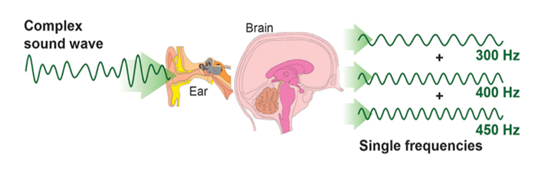 Complex
sound wave
Ear
Brain
300 Hz
+
400 Hz
+
450 Hz
Single frequencies